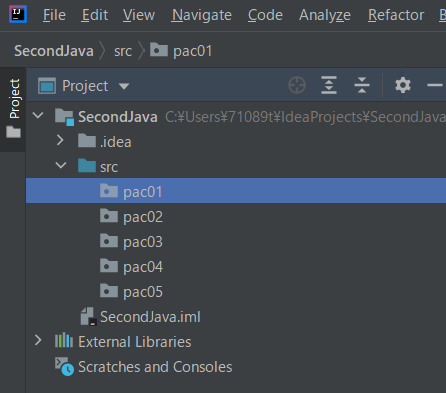 IJ File Edit View Navigate Code Analyze Refactor
SecondJava src pac01
Project
Project
SecondJava C:¥Users¥71089t¥IdeaProjects¥SecondJava
.idea
src
pac01
pac02
pac03
pac04
pac05
SecondJava.iml
External Libraries
Scratches and Consoles